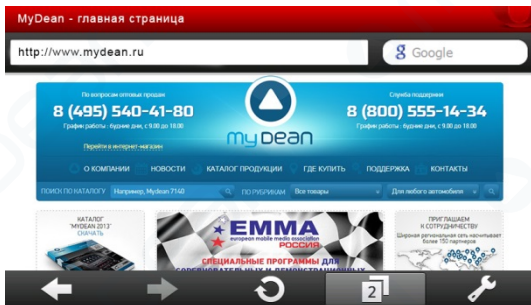 MyDean - главная страница
http://www.mydean.ru
Google
По вопросам оптовых продаж
8 (495) 540-41-80
График работы : будние дни, с 9.00 до 18.00
Перейти в интернет-магазин
my Dean
Служба поддержки
8 (800) 555-14-34
График работы : будние дни, с 9.00 до 18.00
О КОМПАНИИ НОВОСТИ КАТАЛОГ ПРОДУКЦИИ ГДЕ КУПИТЬ ПОДДЕРЖКА КОНТАКТЫ
ПОИСК ПО КАТАЛОГУ Например, Mydean 7140 ПО РУБРИКАМ Все товары Для любого автомобиля
КАТАЛОГ
"MYDEAN 2013"
СКАЧАТЬ
EMMA
european mobile media association
РОССИЯ
СПЕЦИАЛЬНЫЕ ПРОГРАММЫ ДЛЯ
СОРЕВНОВАТЕЛЬНЫХ И ДЕМОНСТРАЦИОННЫХ
ПРИГЛАШАЕМ
К СОТРУДНИЧЕСТВУ
Широкая региональная сеть насчитывает
более 150 партнеров
2